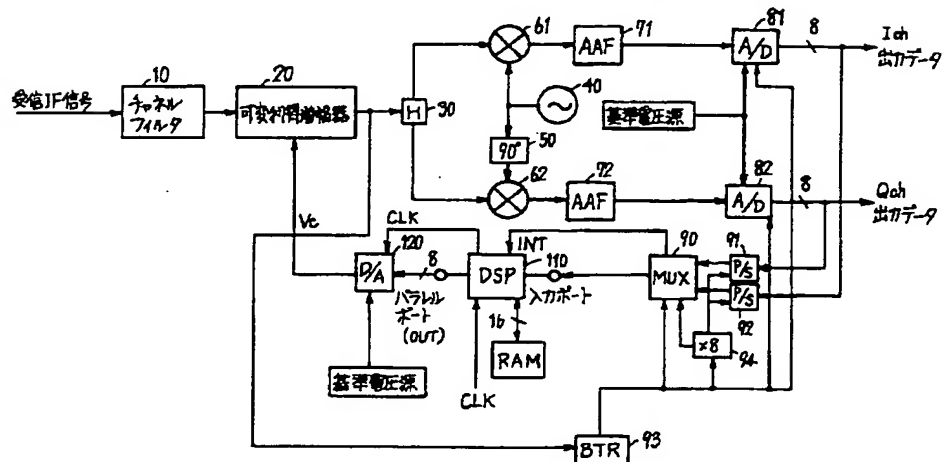 受信IF信号
10
チャネル
フィルタ
20
可変利得増幅器
H
30
61
AAF
71
40
50
90°
62
AAF
72
基準電圧源
81
A/D
8
Ich
出力データ
82
A/D
8
Qch
出力データ
Vc
CLK
120
D/A
8
パラレル
ポート
(OUT)
基準電圧源
INT
110
DSP
入力ポート
16
RAM
CLK
90
MUX
91
P/S
P/S
92
×8
94
BTR
93